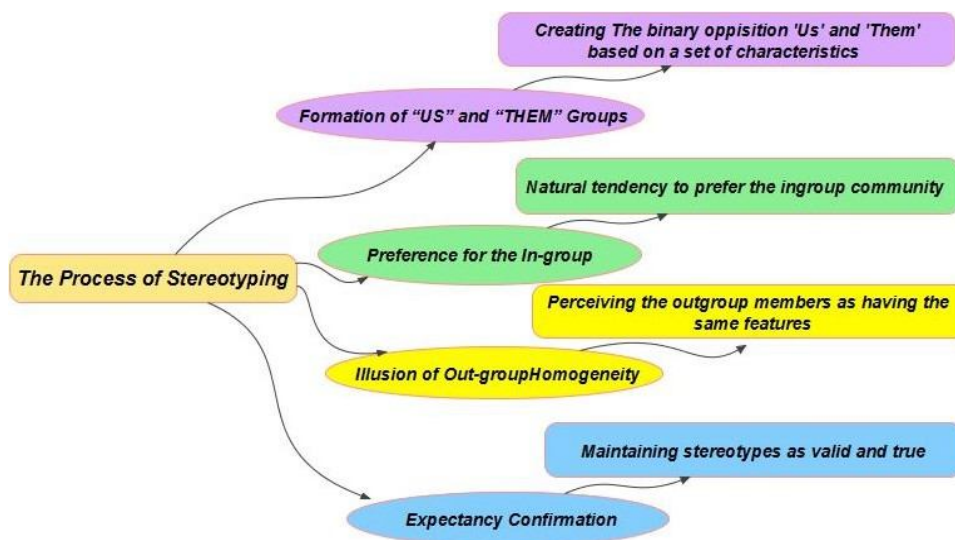 Creating The binary oppisition 'Us' and 'Them'
based on a set of characteristics
Formation of “US” and “THEM” Groups
Natural tendency to prefer the ingroup community
Preference for the In-group
The Process of Stereotyping
Perceiving the outgroup members as having the
same features
Illusion of Out-groupHomogeneity
Maintaining stereotypes as valid and true
Expectancy Confirmation